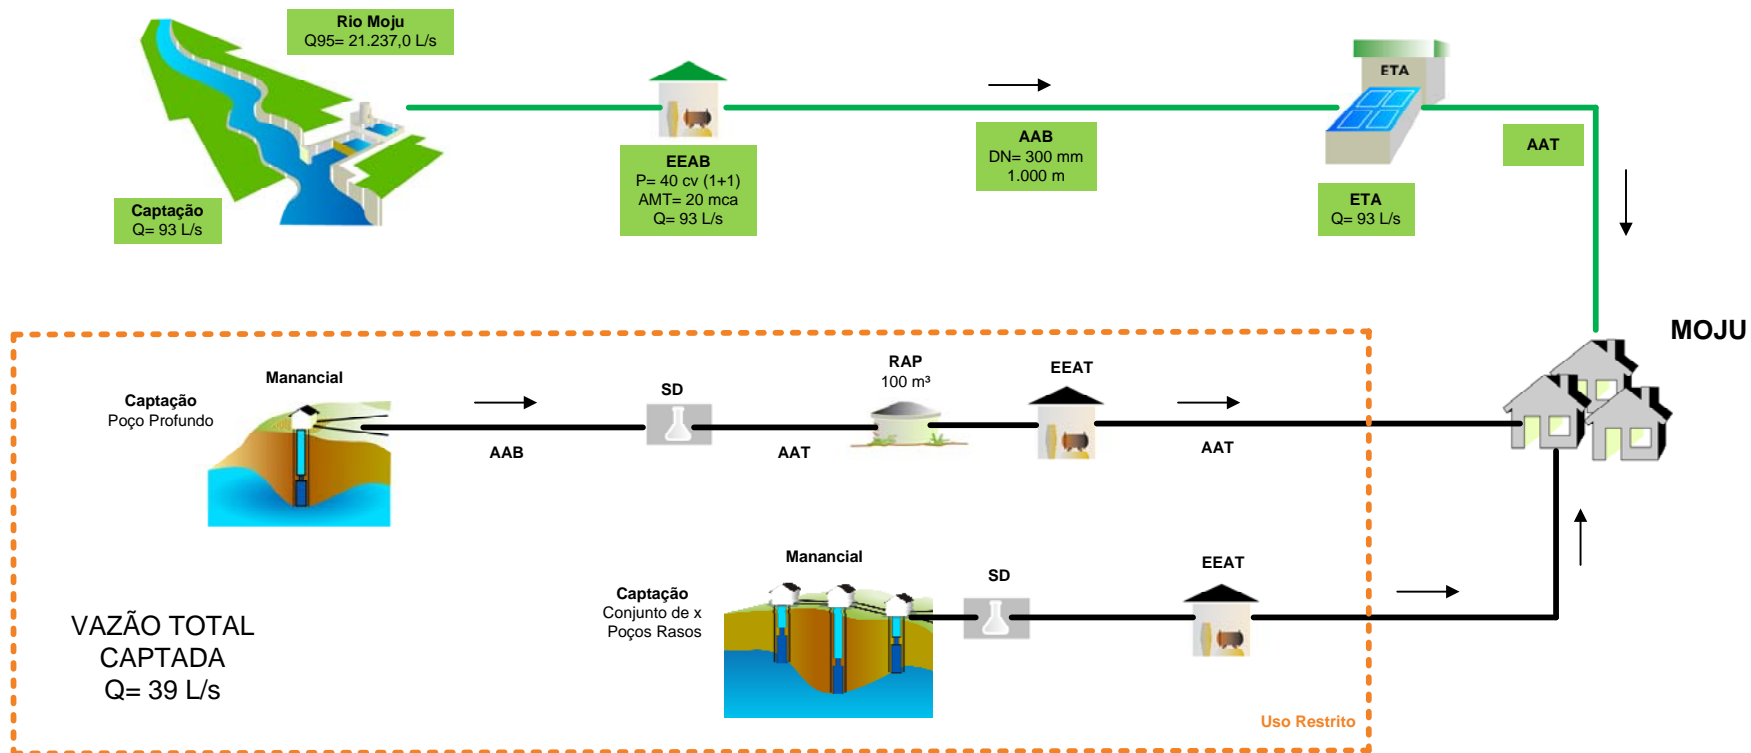 Rio Moju
Q95= 21.237,0 L/s
Captação
Q= 93 L/s
EEAB
P= 40 cv (1+1)
AMT= 20 mca
Q= 93 L/s
AAB
DN= 300 mm
1.000 m
ETA
ETA
Q= 93 L/s
AAT
MOJU
Captação
Poço Profundo
Manancial
AAB
SD
AAT
RAP
100 m³
EEAT
AAT
Captação
Conjunto de x
Poços Rasos
Manancial
SD
EEAT
VAZÃO TOTAL
CAPTADA
Q= 39 L/s
Uso Restrito